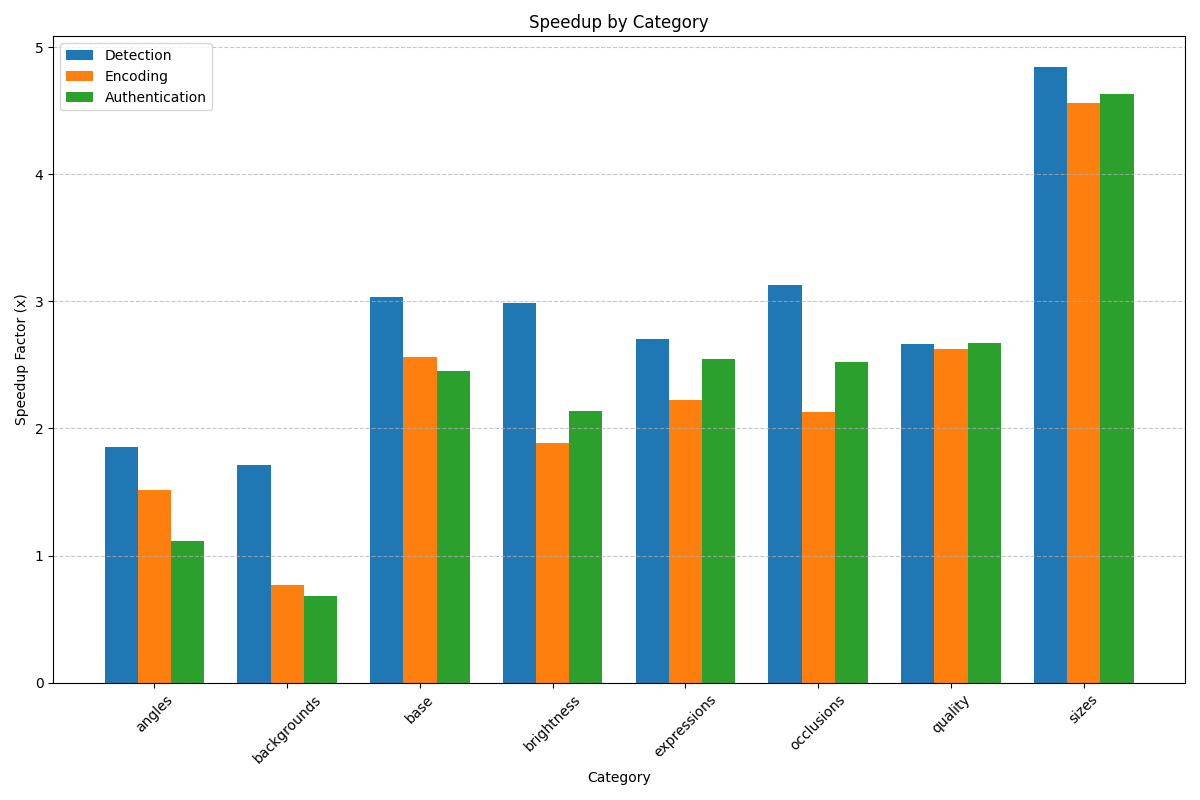 Speedup by Category
Detection
Encoding
Authentication
Speedup Factor (x)
5
4
3
2
1
0
angles
backgrounds
base
brightness
expressions
occlusions
quality
sizes
Category